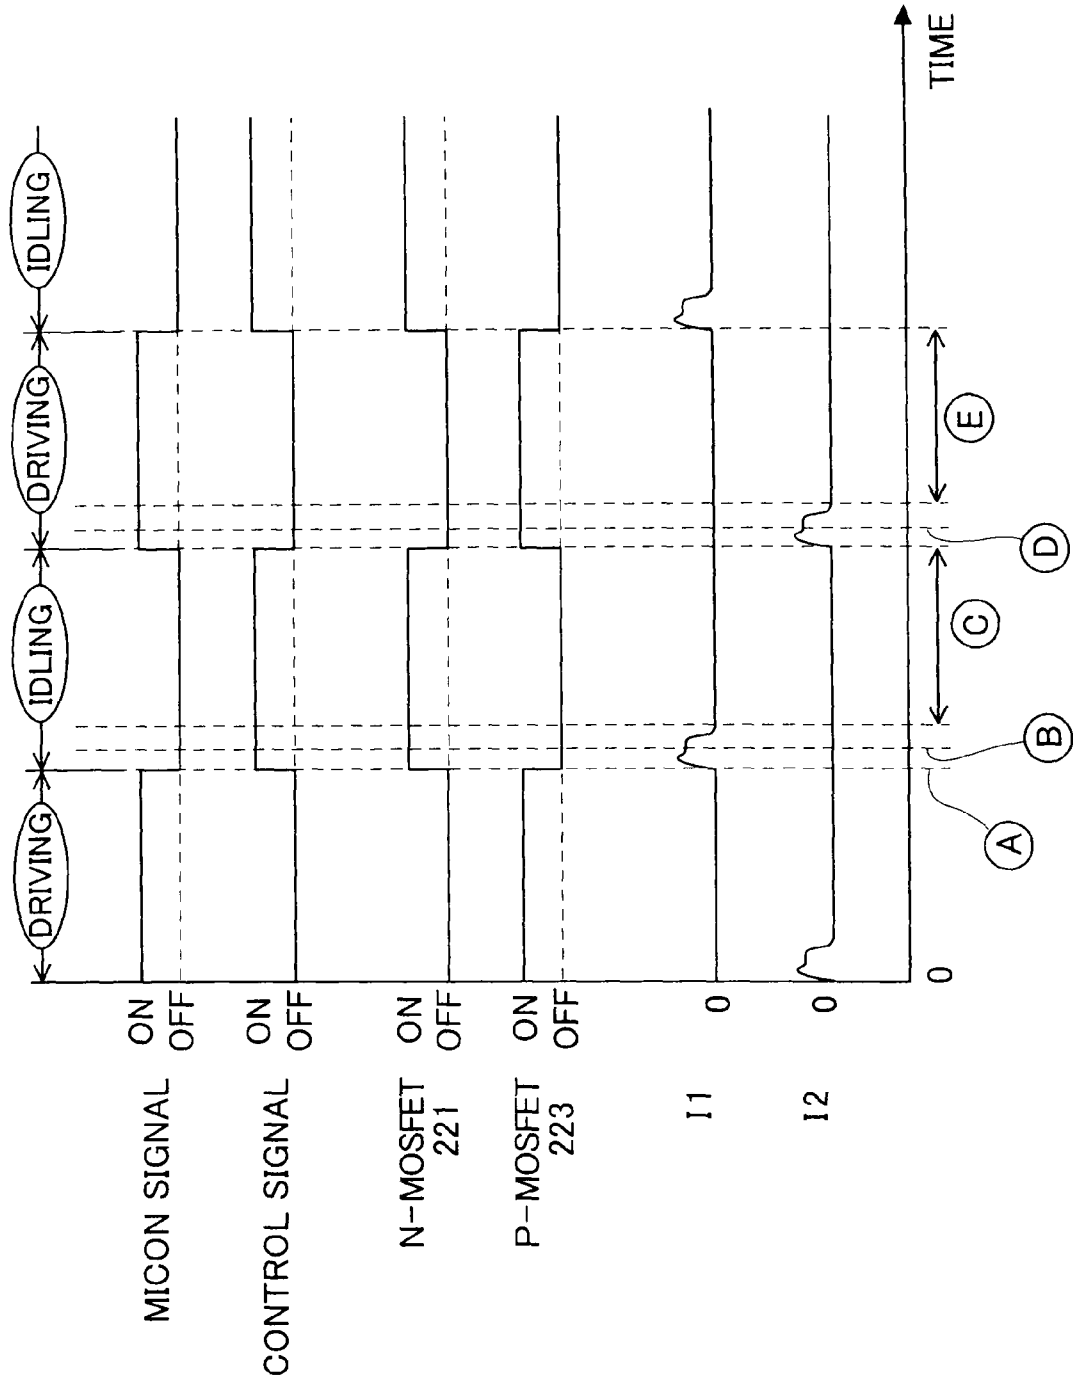 DRIVING
IDLING
DRIVING
IDLING
MICON SIGNAL
ON
OFF
CONTROL SIGNAL
ON
OFF
N-MOSFET
221
ON
OFF
P-MOSFET
223
ON
OFF
I1
0
I2
0
0
TIME
A
B
C
D
E